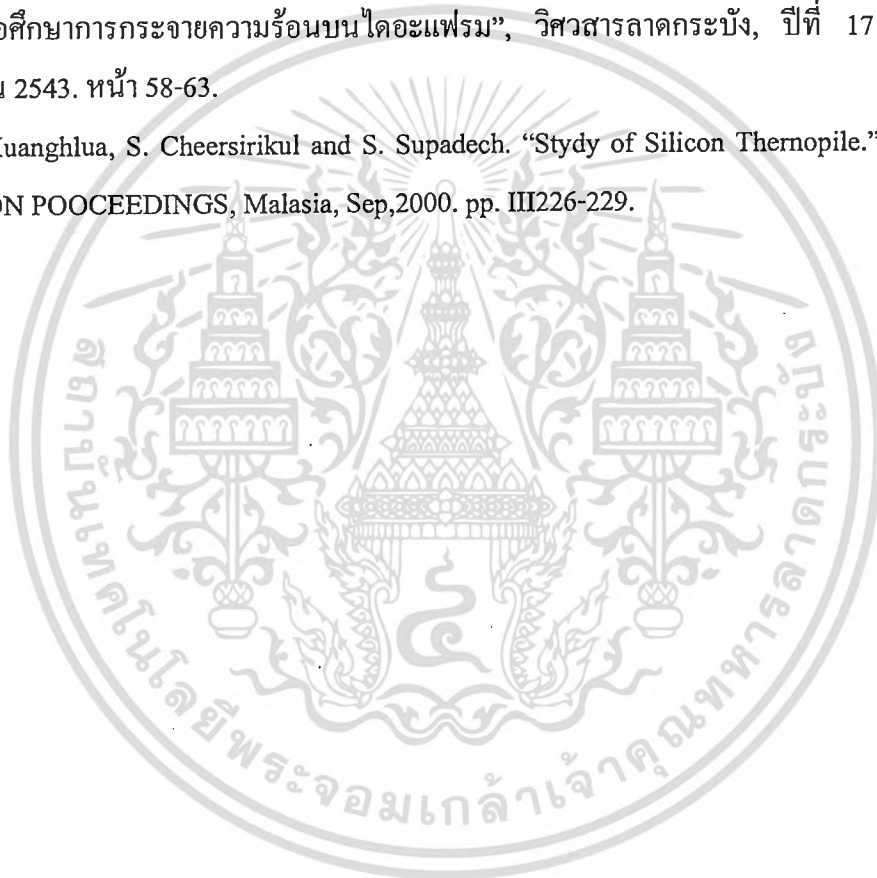 อศึกษาการกระจายความร้อนบนไดอะแฟรม”, วิศวสารลาดกระบัง, ปีที่ 17
2543. หน้า 58-63.
Kuanghlua, S. Cheersirikul and S. Supadech. “Stydy of Silicon Thernopile.”
ON POOCEEDINGS, Malasia, Sep,2000. pp. III226-229.
สถาบันเทคโนโลยีพระจอมเกล้าเจ้าคุณทหารลาดกระบัง